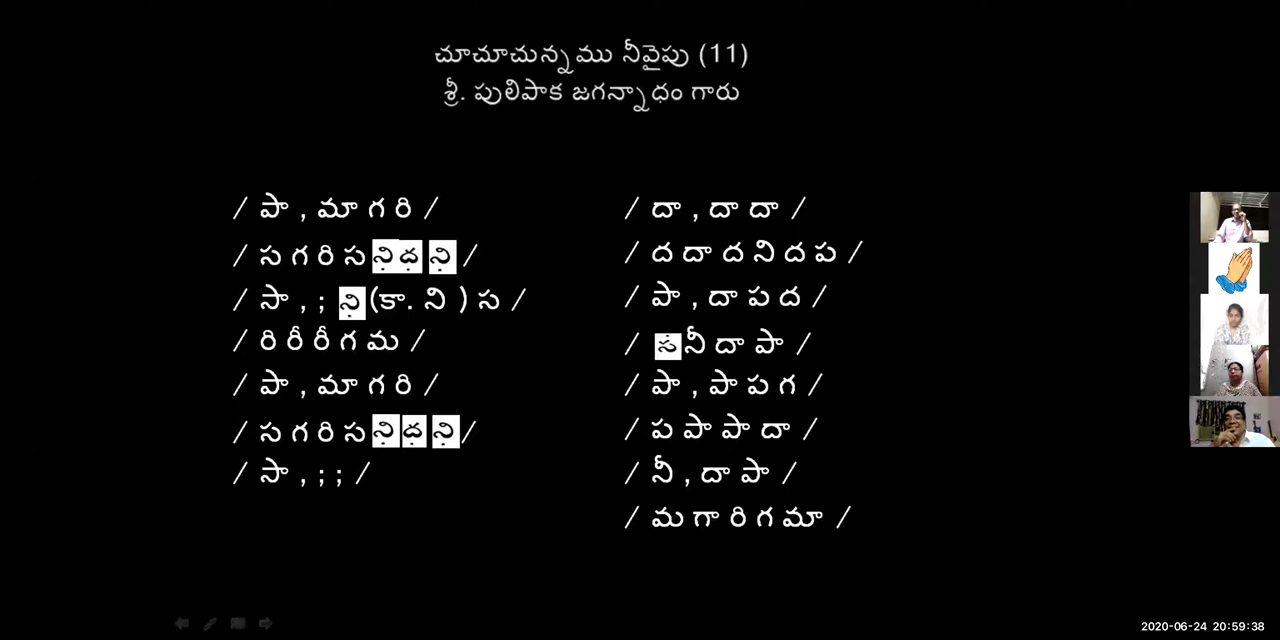 చూచూచున్నము నీవైపు (11)
శ్రీ. పులిపాక జగన్నాధం గారు
/ పా , మా గ రి /
/ స గ రి స ని ధ ని /
/ సా , ; ని (కా. ని ) స /
/ రి రీ రీ గ మ /
/ పా , మా గ రి /
/ స గ రి స ని ధ ని /
/ సా , ; ; /
/ దా , దా దా /
/ ద దా ద ని ద ప /
/ పా , దా ప ద /
/ స నీ దా పా /
/ పా , పా ప గ /
/ ప పా పా దా /
/ నీ , దా పా /
/ మ గా రి గ మా /
2020-06-24 20:59:38